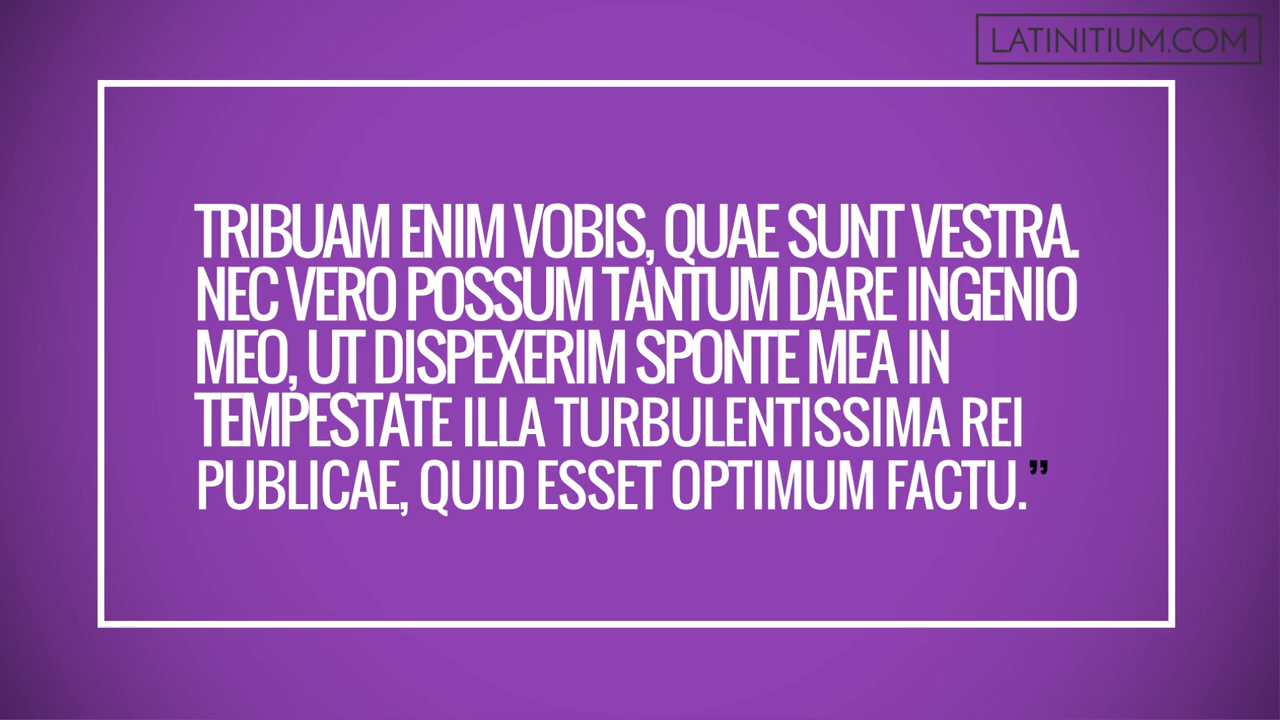 LATINITIUM.COM
TRIBUAM ENIM VOBIS, QUAE SUNT VESTRA.
NEC VERO POSSUM TANTUM DARE INGENIO
MEO, UT DISPEXERIM SPONTE MEA IN
TEMPESTATE ILLA TURBULENTISSIMA REI
PUBLICAE, QUID ESSET OPTIMUM FACTU.”